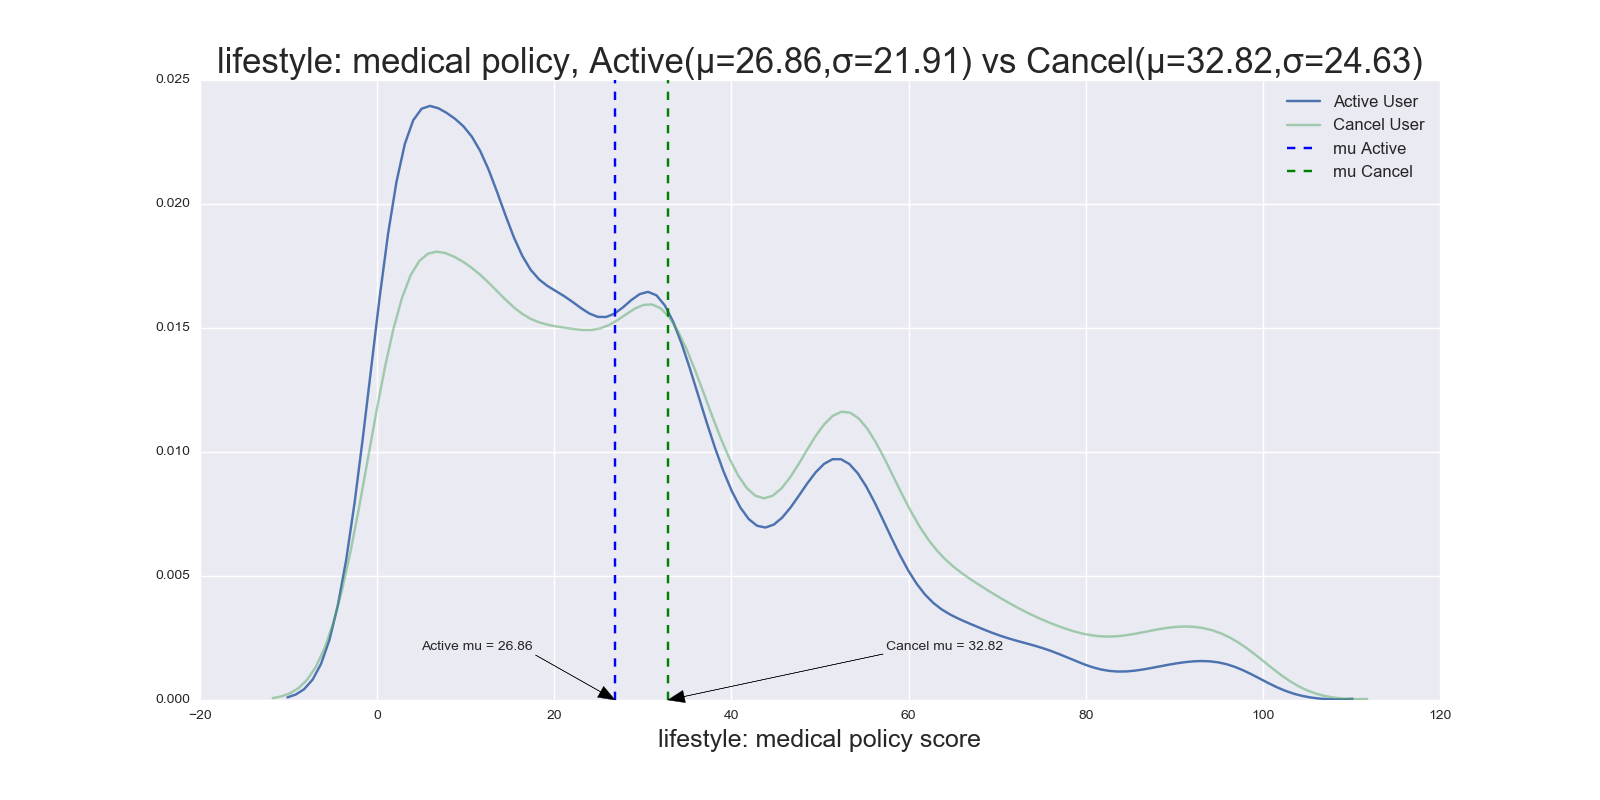 lifestyle: medical policy, Active(μ=26.86,σ=21.91) vs Cancel(μ=32.82,σ=24.63)
0.025
0.020
0.015
0.010
0.005
0.000
Active User
Cancel User
mu Active
mu Cancel
Active mu = 26.86
Cancel mu = 32.82
−20 0 20 40 60 80 100 120
lifestyle: medical policy score